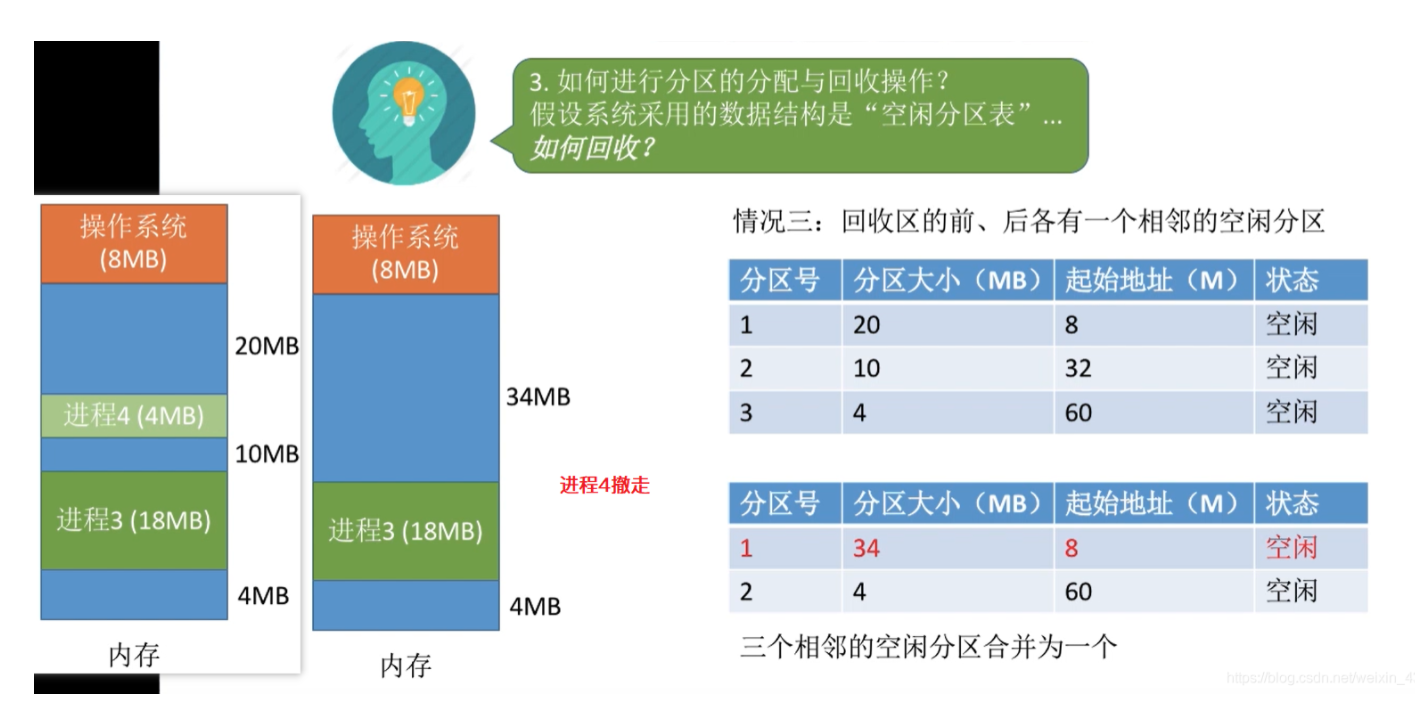 3. 如何进行分区的分配与回收操作？
假设系统采用的数据结构是“空闲分区表”...
如何回收？
操作系统
(8MB)
20MB
进程4 (4MB)
10MB
进程3 (18MB)
4MB
内存
操作系统
(8MB)
34MB
进程3 (18MB)
4MB
内存
进程4撤走
情况三：回收区的前、后各有一个相邻的空闲分区
分区号 分区大小（MB） 起始地址（M） 状态
1 20 8 空闲
2 10 32 空闲
3 4 60 空闲
分区号 分区大小（MB） 起始地址（M） 状态
1 34 8 空闲
2 4 60 空闲
三个相邻的空闲分区合并为一个
https://blog.csdn.net/weixin_4